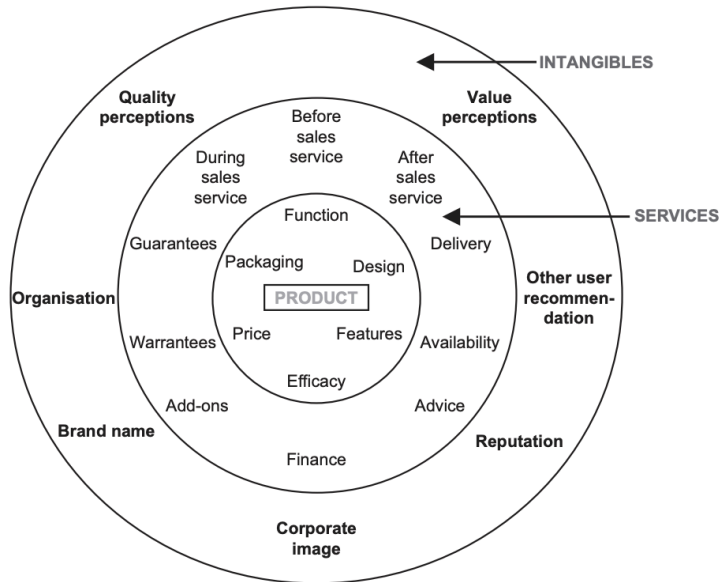 INTANGIBLES
Quality
perceptions
Value
perceptions
Before
sales
service
During
sales
service
After
sales
service
SERVICES
Function
Guarantees
Delivery
Packaging
Design
Organisation
PRODUCT
Other user
recommen-
dation
Price
Features
Warrantees
Availability
Efficacy
Add-ons
Advice
Brand name
Reputation
Finance
Corporate
image